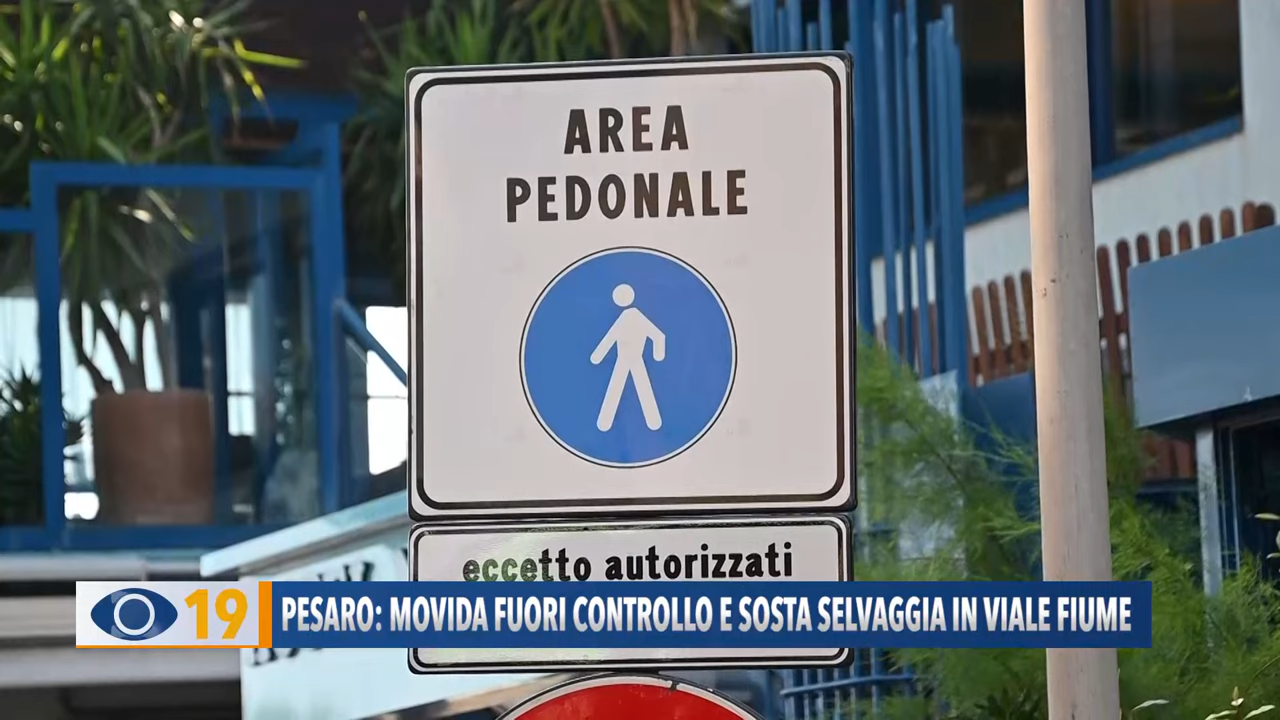 AREA
PEDONALE
eccetto autorizzati
19 PESARO: MOVIDA FUORI CONTROLLO E SOSTA SELVAGGIA IN VIALE FIUME